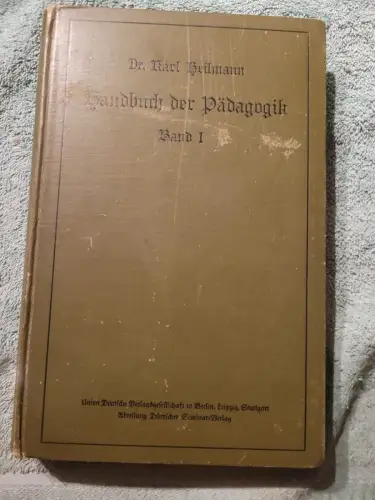 Dr. Karl Heilmann
Handbuch der Pädagogik
Band I
Union Deutsche Verlagsgesellschaft in Berlin, Leipzig, Stuttgart
Abteilung Dürrscher Seminar-Verlag